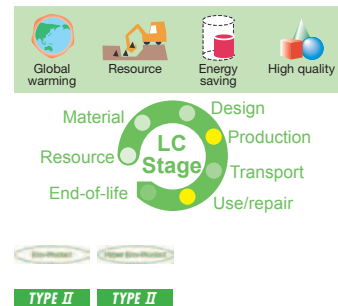 Global
warming
Resource
Energy
saving
High quality
Material
Design
Production
LC
Stage
Resource
Transport
End-of-life
Use/repair
TYPE II
TYPE II